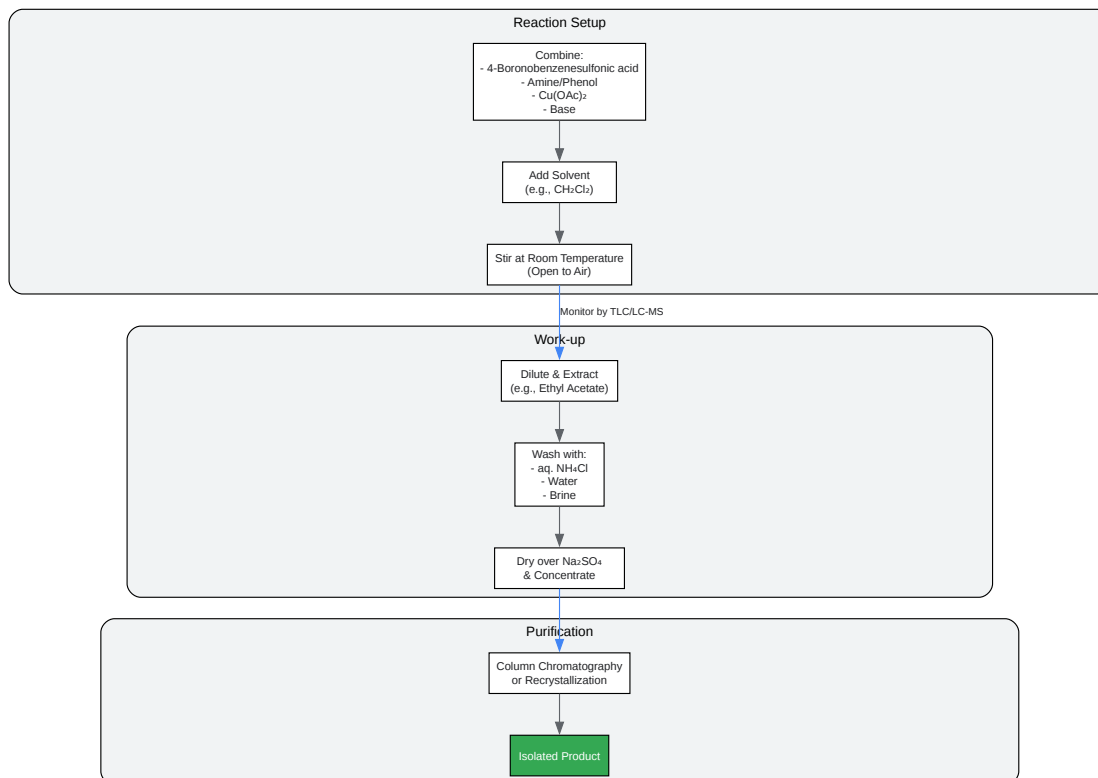 Reaction Setup
Combine:
- 4-Boronobenzenesulfonic acid
- Amine/Phenol
- Cu(OAc)₂
- Base
Add Solvent
(e.g., CH₂Cl₂)
Stir at Room Temperature
(Open to Air)
Monitor by TLC/LC-MS
Work-up
Dilute & Extract
(e.g., Ethyl Acetate)
Wash with:
- aq. NH₄Cl
- Water
- Brine
Dry over Na₂SO₄
& Concentrate
Purification
Column Chromatography
or Recrystallization
Isolated Product